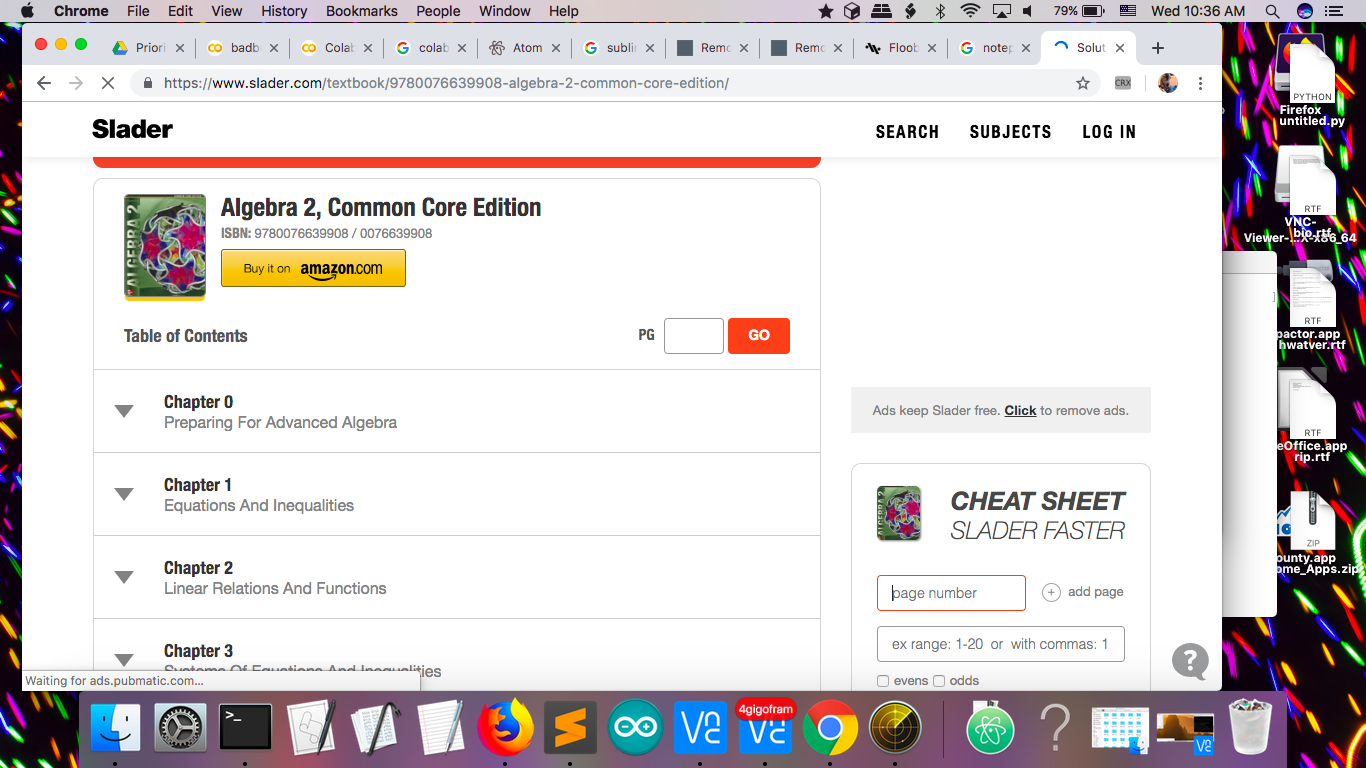 Chrome File Edit View History Bookmarks People Window Help 79% Wed 10:36 AM
Priori badb Colab colab Atom sublim Remo Remo Floob notep Solut
https://www.slader.com/textbook/9780076639908-algebra-2-common-core-edition/ CRX
Slader SEARCH SUBJECTS LOG IN
Algebra 2, Common Core Edition
ISBN: 9780076639908 / 0076639908
Buy it on amazon.com
Table of Contents PG GO
Chapter 0
Preparing For Advanced Algebra
Chapter 1
Equations And Inequalities
Chapter 2
Linear Relations And Functions
Chapter 3
Systems Of Equations And Inequalities
Waiting for ads.pubmatic.com...
Ads keep Slader free. Click to remove ads.
ALGEBRA 2
CHEAT SHEET
SLADER FASTER
page number add page
ex range: 1-20 or with commas: 1
evens odds
PYTHON
Firefox
untitled.py
RTF
VNC-
bio.rtf
Viewer-...X-x86_64
RTF
pactor.app
hwatver.rtf
RTF
eOffice.app
rip.rtf
ZIP
ounty.app
ome_Apps.zip
4gigofram